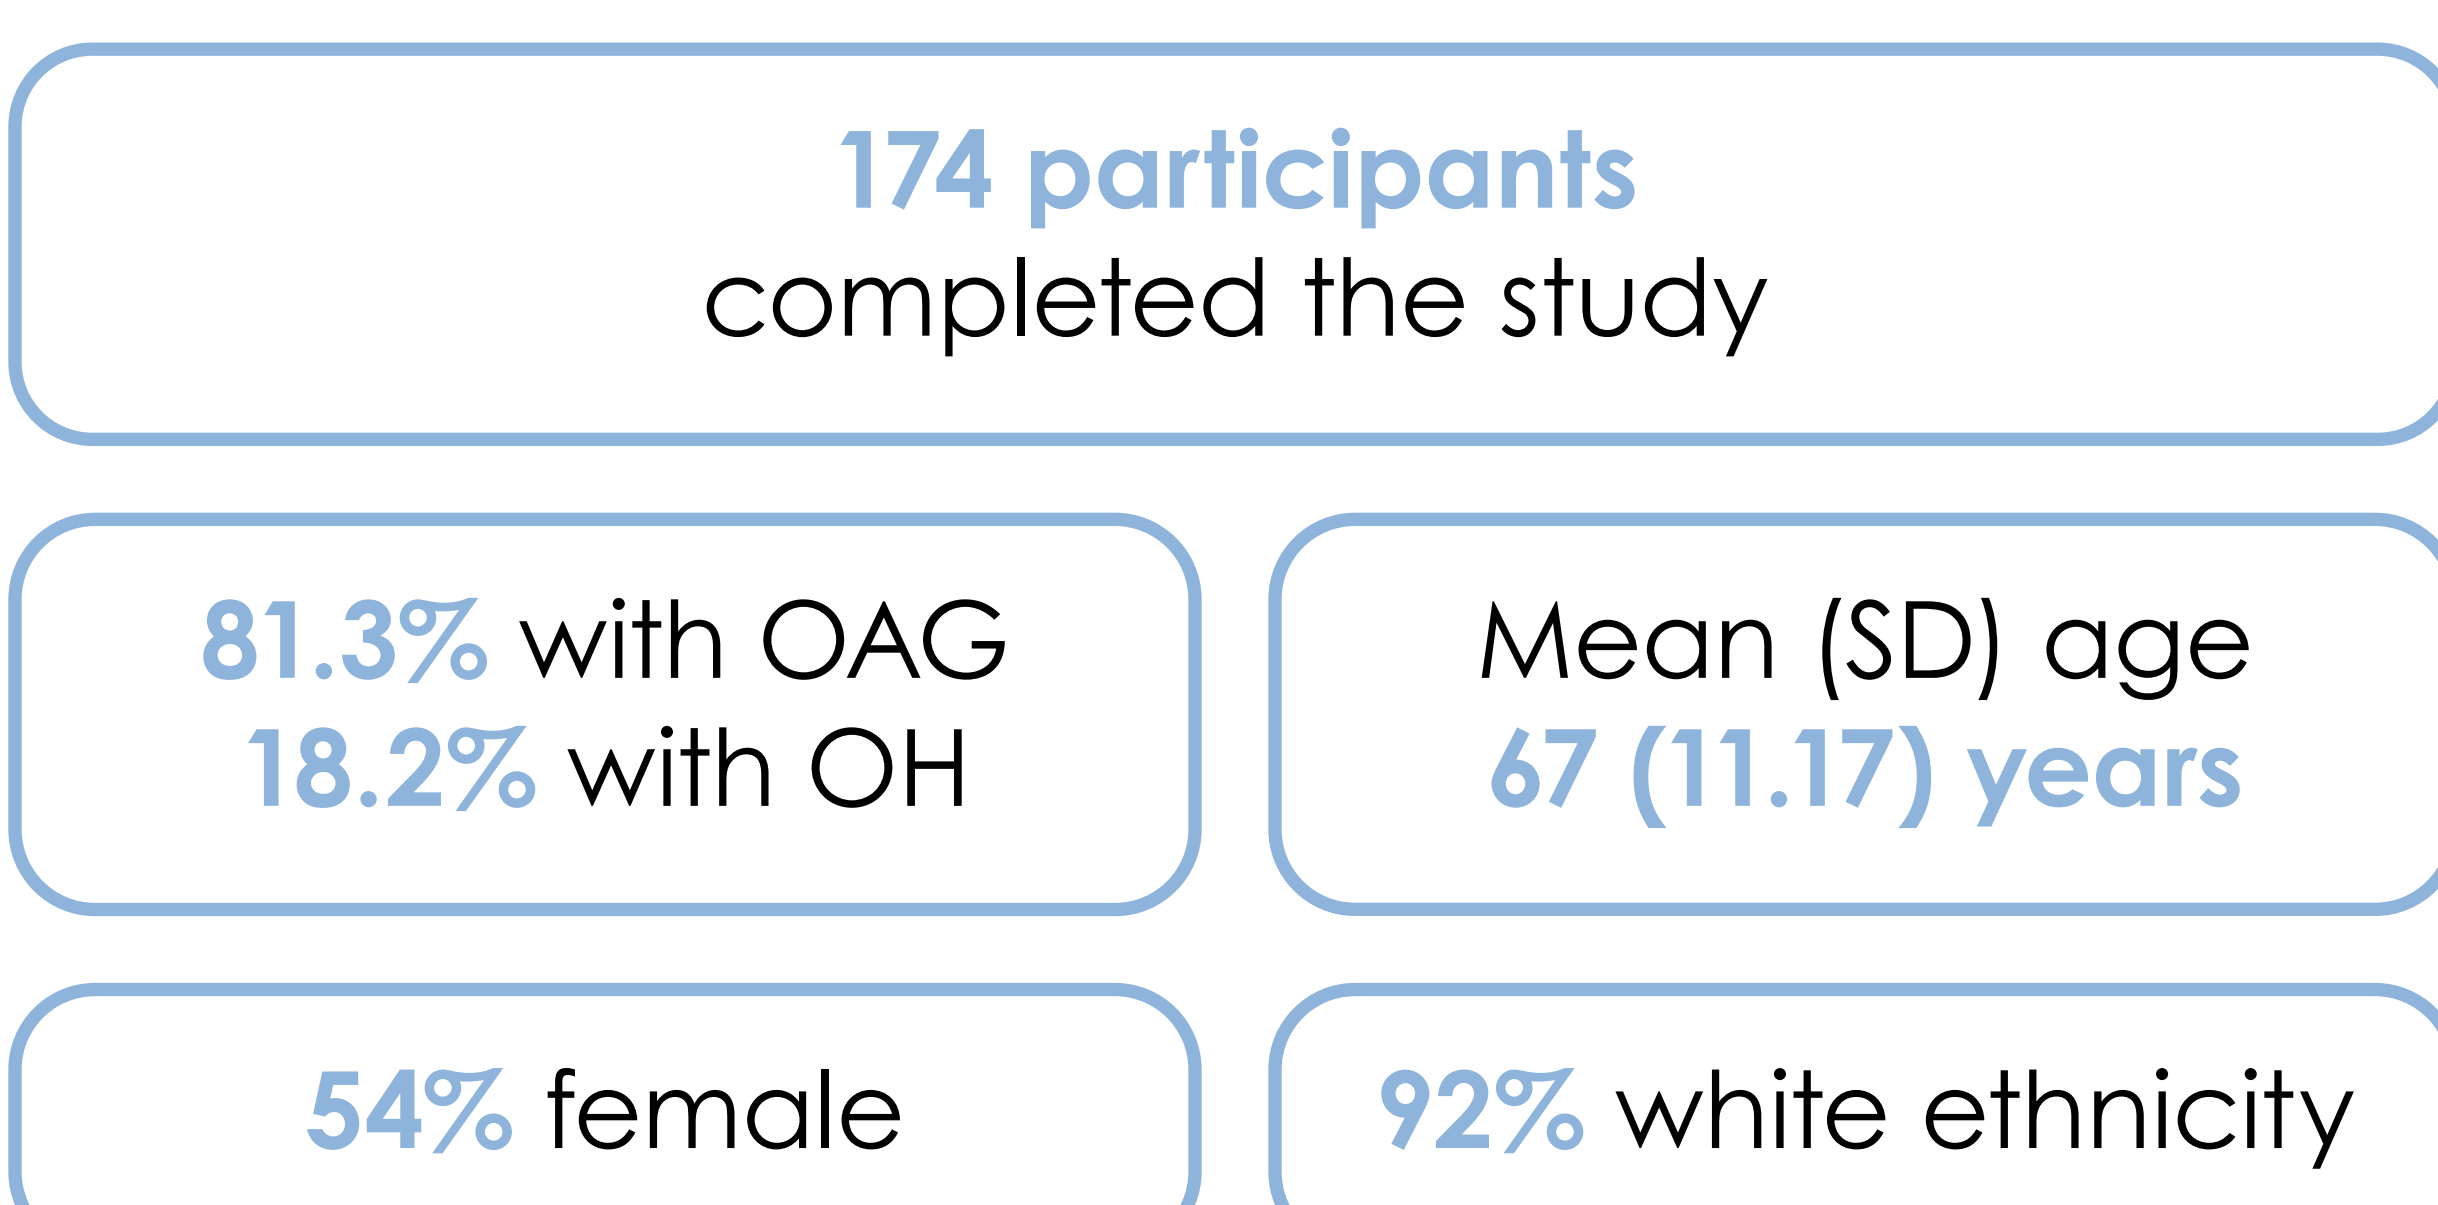 174 participants
completed the study
81.3% with OAG
18.2% with OH
Mean (SD) age
67 (11.17) years
54% female
92% white ethnicity